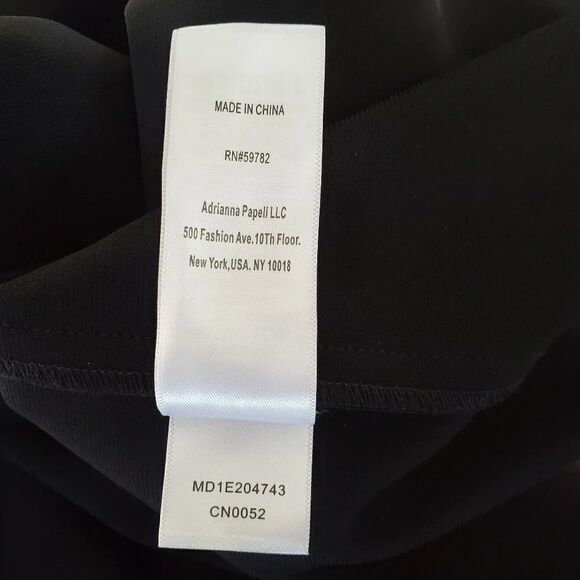 MADE IN CHINA
RN#59782
Adrianna Papell LLC
500 Fashion Ave.10Th Floor.
New York,USA. NY 10018
MD1E204743
CN0052